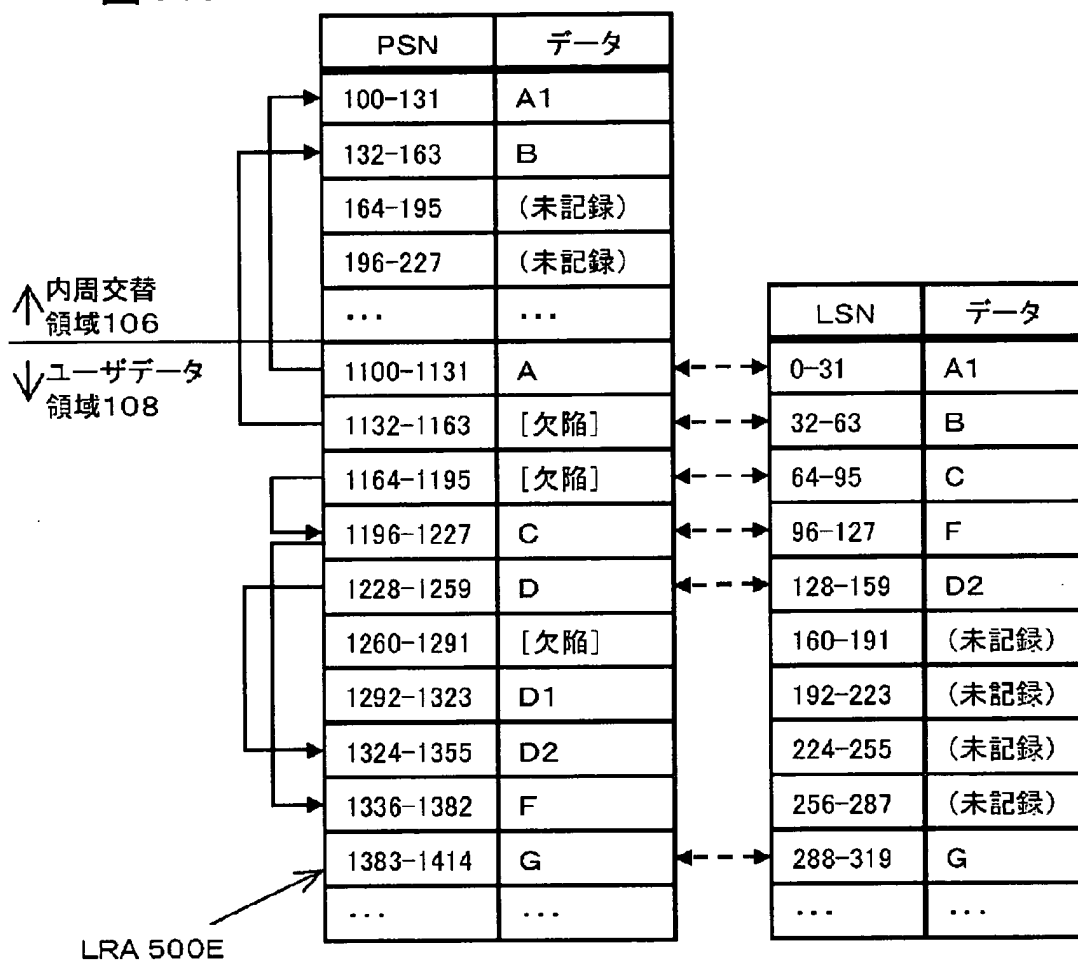 PSN データ
100-131 A1
132-163 B
164-195 (未記録)
196-227 (未記録)
... ...
1100-1131 A
1132-1163 [欠陥]
1164-1195 [欠陥]
1196-1227 C
1228-1259 D
1260-1291 [欠陥]
1292-1323 D1
1324-1355 D2
1336-1382 F
1383-1414 G
... ...
内周交替
領域106
ユーザデータ
領域108
LRA 500E
LSN データ
0-31 A1
32-63 B
64-95 C
96-127 F
128-159 D2
160-191 (未記録)
192-223 (未記録)
224-255 (未記録)
256-287 (未記録)
288-319 G
... ...